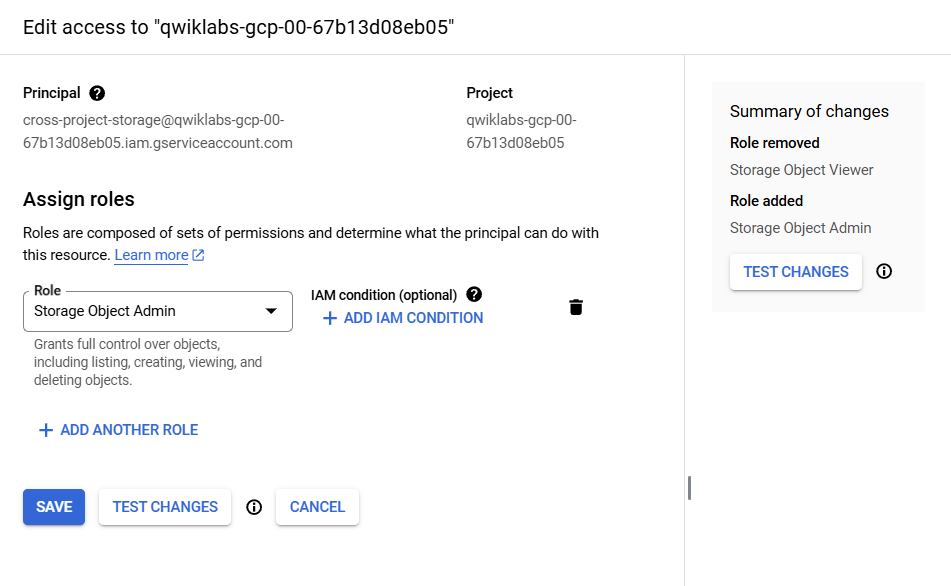 Edit access to "qwiklabs-gcp-00-67b13d08eb05"
Principal
cross-project-storage@qwiklabs-gcp-00-
67b13d08eb05.iam.gserviceaccount.com
Project
qwiklabs-gcp-00-
67b13d08eb05
Assign roles
Roles are composed of sets of permissions and determine what the principal can do with
this resource. Learn more
Role
Storage Object Admin
IAM condition (optional)
ADD IAM CONDITION
Grants full control over objects,
including listing, creating, viewing, and
deleting objects.
ADD ANOTHER ROLE
SAVE
TEST CHANGES
CANCEL
Summary of changes
Role removed
Storage Object Viewer
Role added
Storage Object Admin
TEST CHANGES